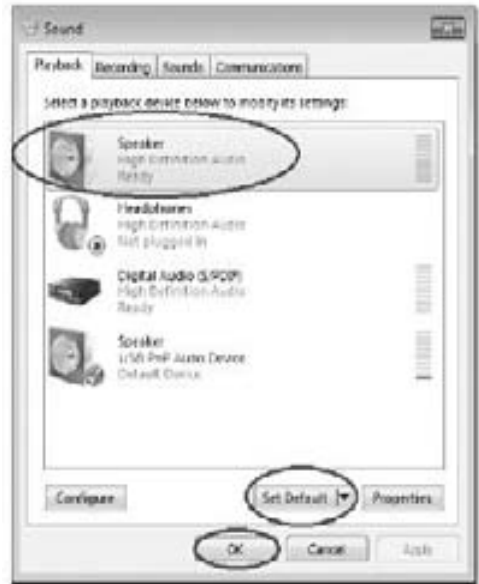 Sound
Playback Recording Sounds Communications
Select a playback device below to modify its settings:
Speaker
High Definition Audio
Ready
Headphones
High Definition Audio
Not plugged in
Digital Audio (S/PDIF)
High Definition Audio
Ready
Speaker
USB PnP Audio Device
Default Device
Configure Set Default Properties
OK Cancel Apply